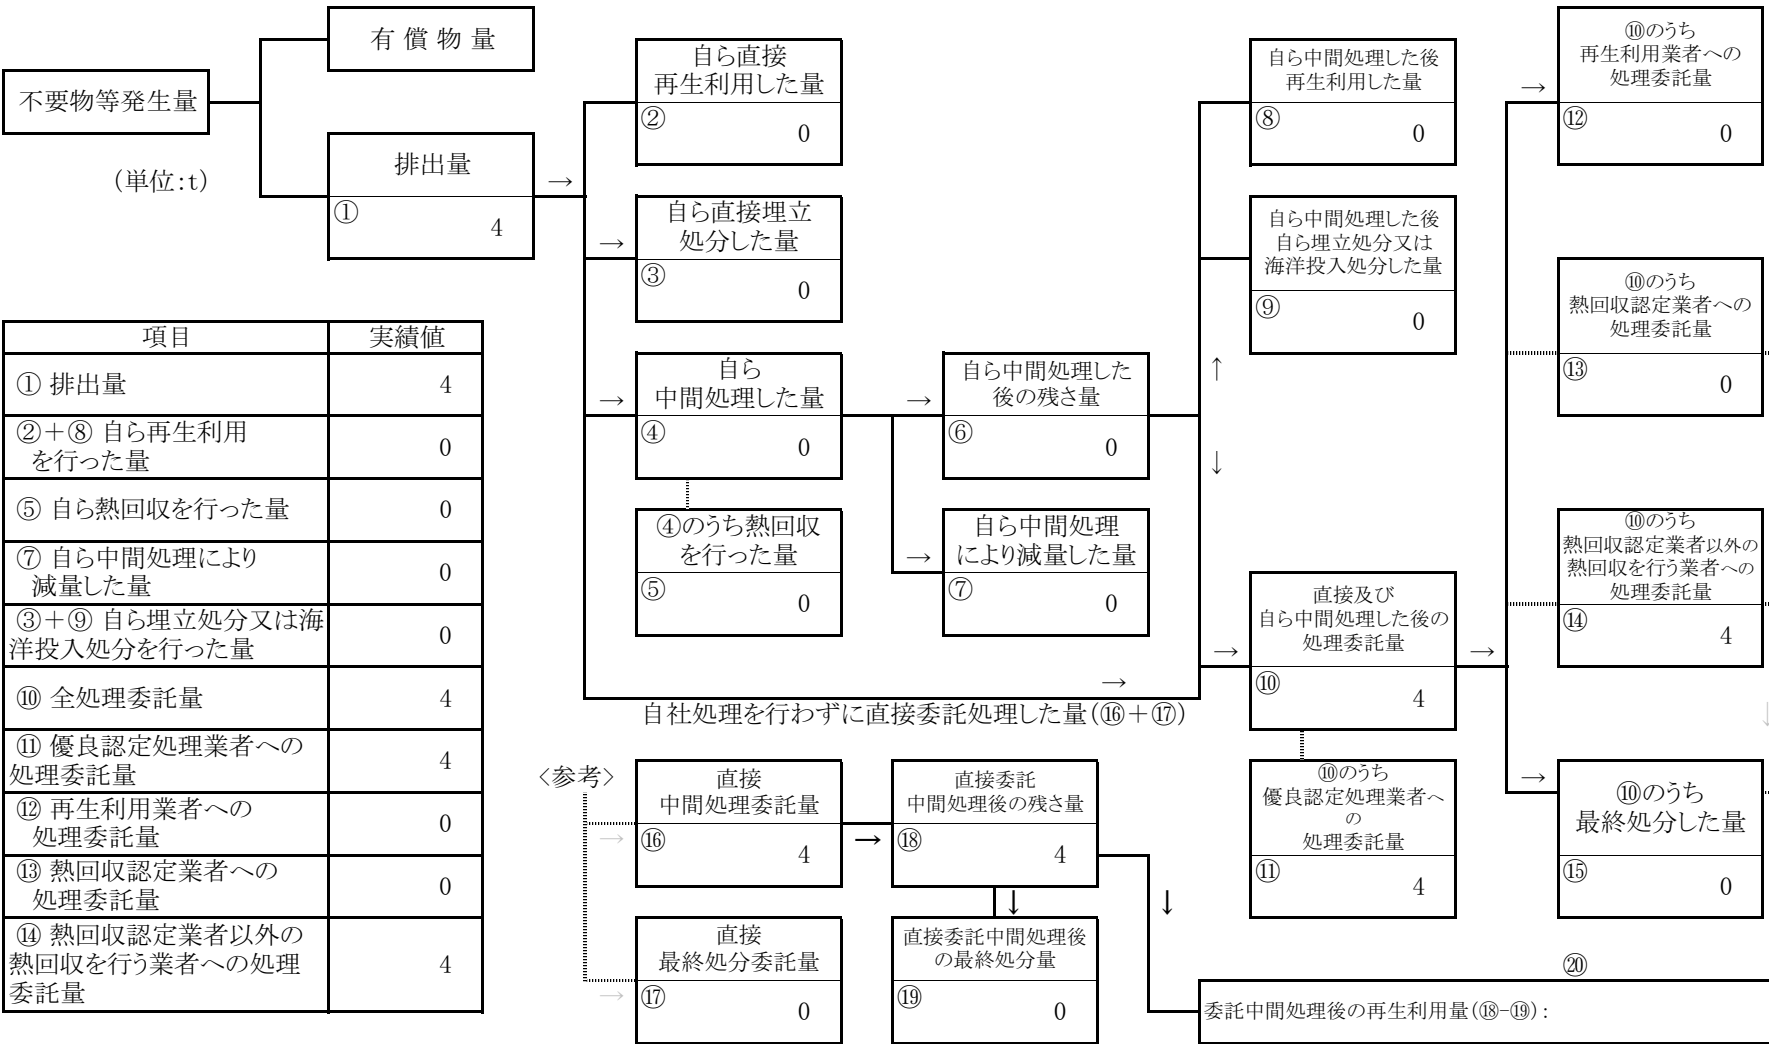 有 償 物 量
不要物等発生量
(単位:t)
排出量
①
4
→
自ら直接
再生利用した量
②
0
→
自ら直接埋立
処分した量
③
0
→
自ら
中間処理した量
④
0
④のうち熱回収
を行った量
⑤
0
→
自ら中間処理した
後の残さ量
⑥
0
→
自ら中間処理
により減量した量
⑦
0
↑
↓
自ら中間処理した後
再生利用した量
⑧
0
自ら中間処理した後
自ら埋立処分又は
海洋投入処分した量
⑨
0
→
自社処理を行わずに直接委託処理した量(⑯+⑰)
→
直接及び
自ら中間処理した後の
処理委託量
⑩
4
⑩のうち
優良認定処理業者へ
の
処理委託量
⑪
4
→
→
⑩のうち
再生利用業者への
処理委託量
⑫
0
⑩のうち
熱回収認定業者への
処理委託量
⑬
0
⑩のうち
熱回収認定業者以外の
熱回収を行う業者への
処理委託量
⑭
4
↓
→
⑩のうち
最終処分した量
⑮
0
項目 実績値
① 排出量 4
②+⑧ 自ら再生利用
を行った量 0
⑤ 自ら熱回収を行った量 0
⑦ 自ら中間処理により
減量した量 0
③+⑨ 自ら埋立処分又は海
洋投入処分を行った量 0
⑩ 全処理委託量 4
⑪ 優良認定処理業者への
処理委託量 4
⑫ 再生利用業者への
処理委託量 0
⑬ 熱回収認定業者への
処理委託量 0
⑭ 熱回収認定業者以外の
熱回収を行う業者への処理
委託量 4
〈参考〉
→
直接
中間処理委託量
⑯
4
→
直接委託
中間処理後の残さ量
⑱
4
↓
↓
→
直接
最終処分委託量
⑰
0
直接委託中間処理後
の最終処分量
⑲
0
⑳
委託中間処理後の再生利用量(⑱-⑲):